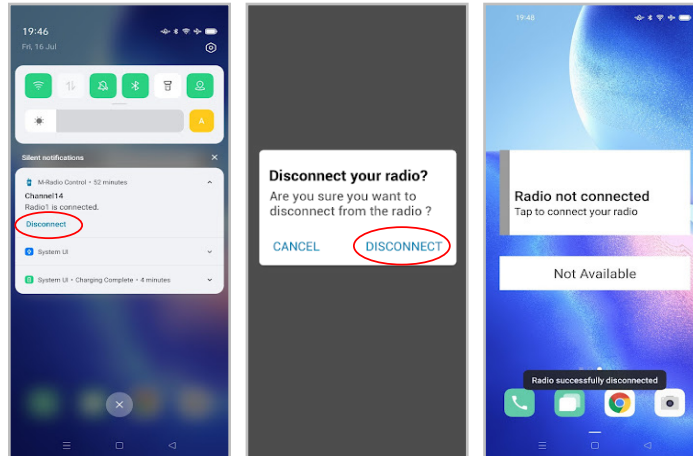 19:46
Fri, 16 Jul
A
Silent notifications
M-Radio Control • 52 minutes
Channel14
Radio1 is connected.
Disconnect
System UI
System UI • Charging Complete • 4 minutes
Disconnect your radio?
Are you sure you want to
disconnect from the radio ?
CANCEL DISCONNECT
19:48
Radio not connected
Tap to connect your radio
Not Available
Radio successfully disconnected